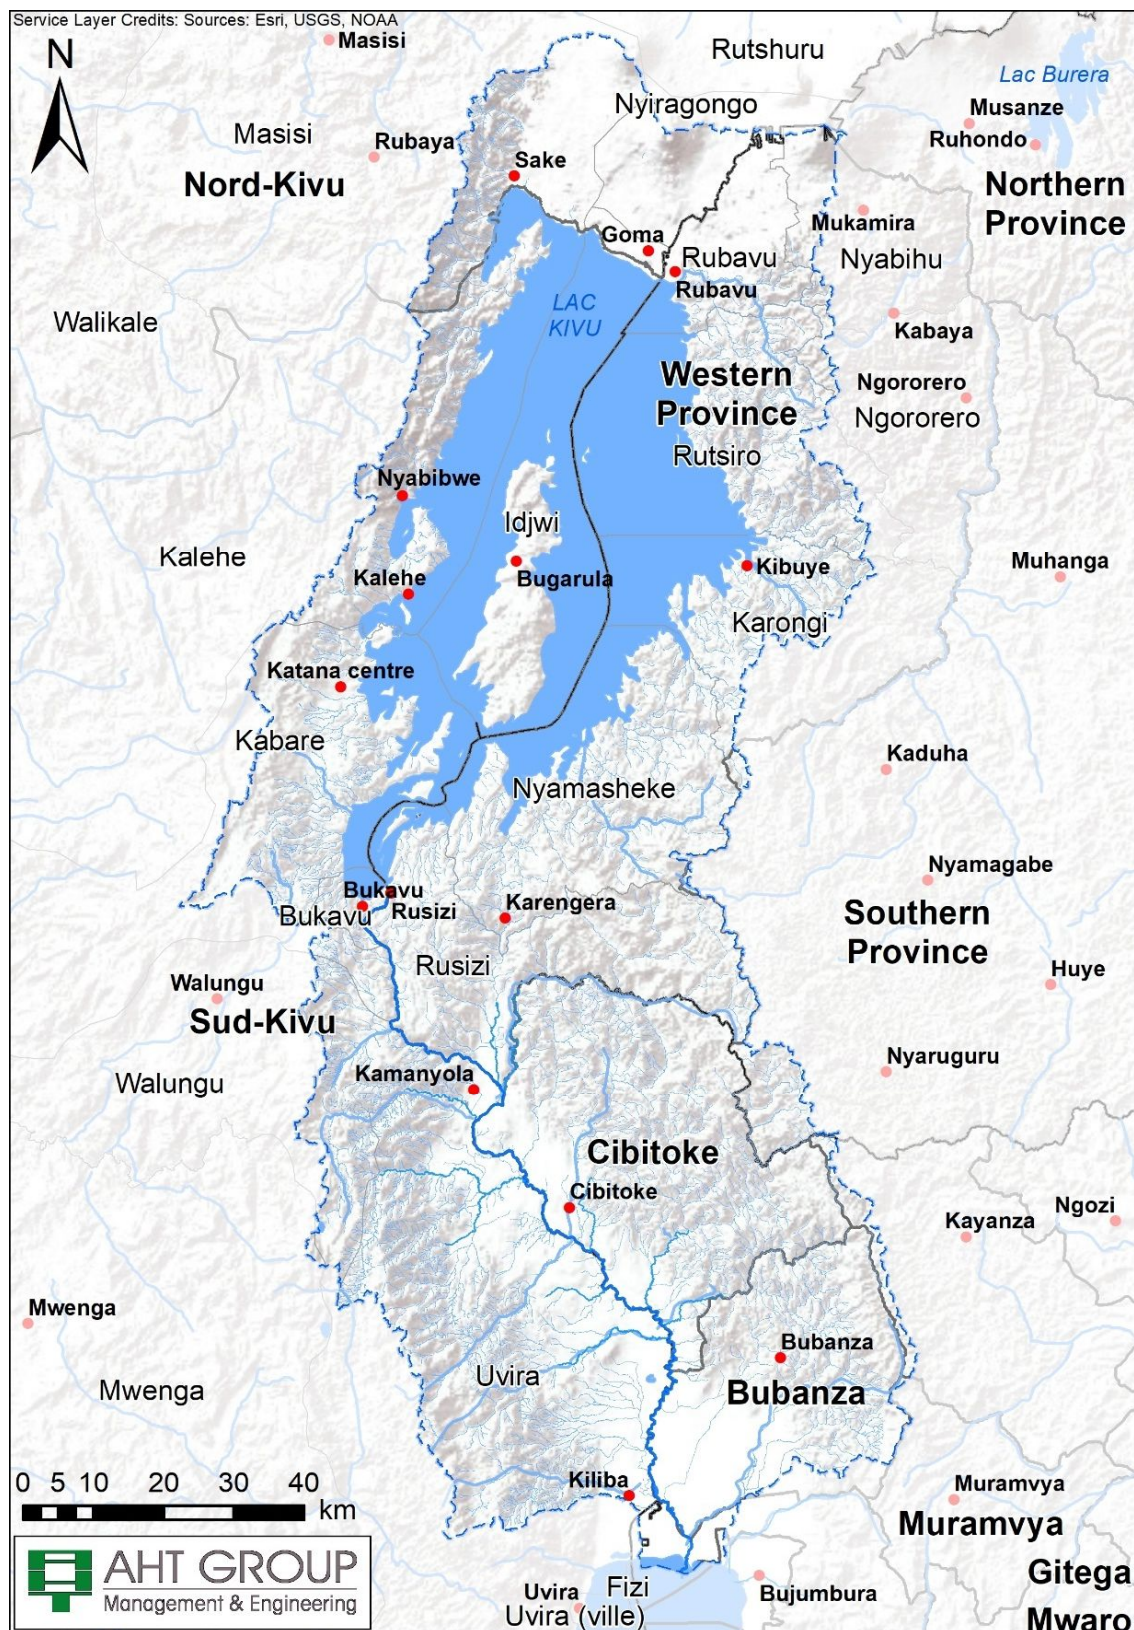 Service Layer Credits: Sources: Esri, USGS, NOAA
N
Masisi
Rutshuru
Lac Burera
Nyiragongo
Musanze
Masisi
Rubaya
Ruhondo
Sake
Nord-Kivu
Northern
Province
Mukamira
Goma
Rubavu
Nyabihu
Rubavu
LAC
KIVU
Walikale
Kabaya
Western
Province
Ngororero
Ngororero
Rutsiro
Nyabibwe
Idjwi
Kalehe
Muhanga
Kalehe
Bugarula
Kibuye
Karongi
Katana centre
Kabare
Kaduha
Nyamasheke
Nyamagabe
Bukavu
Rusizi
Karengera
Bukavu
Southern
Province
Rusizi
Huye
Walungu
Sud-Kivu
Nyaruguru
Kamanyola
Walungu
Cibitoke
Cibitoke
Ngozi
Kayanza
Mwenga
Bubanza
Uvira
Mwenga
Bubanza
0 5 10 20 30 40
km
Kiliba
Muramvya
Muramvya
AHT GROUP
Management & Engineering
Gitega
Uvira
Fizi
Bujumbura
Uvira (ville)
Mwaro